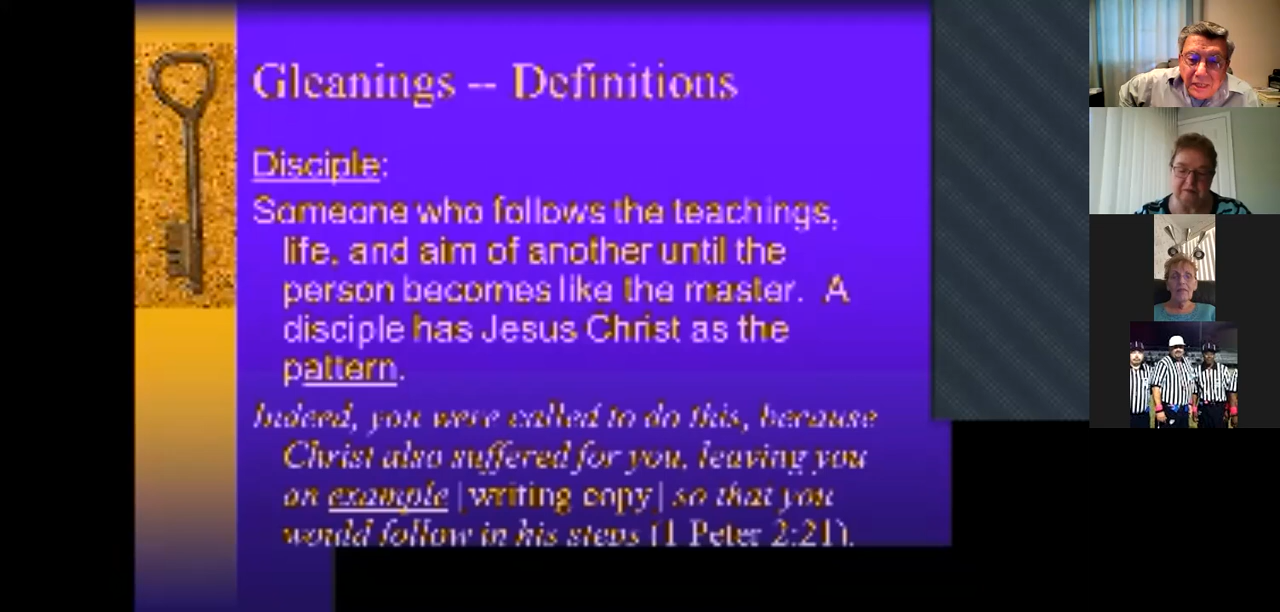 Gleanings -- Definitions
Disciple:
Someone who follows the teachings,
life, and aim of another until the
person becomes like the master. A
disciple has Jesus Christ as the
pattern.
Indeed, you were called to do this, because
Christ also suffered for you, leaving you
an example [writing copy] so that you
would follow in his steps (1 Peter 2:21).